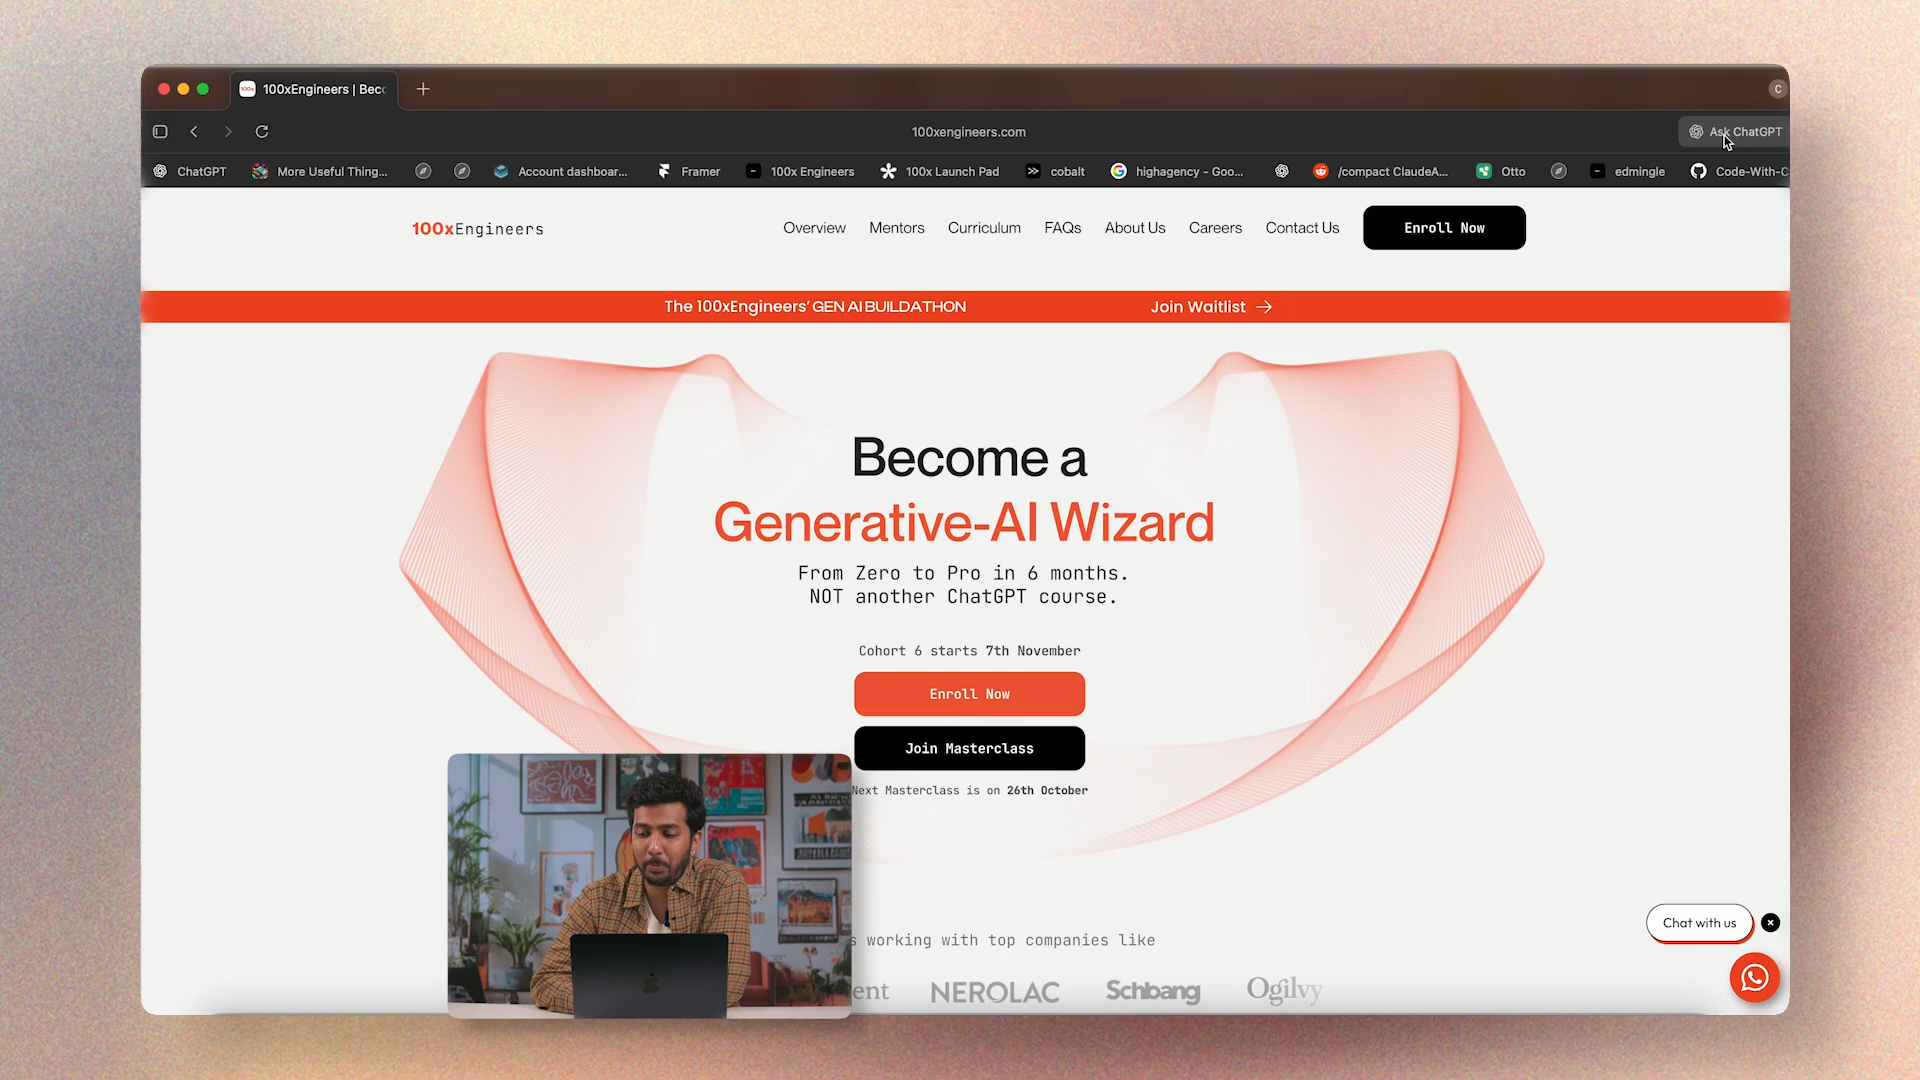 100xEngineers | Bec
C
100xengineers.com
Ask ChatGPT
ChatGPT
More Useful Thing...
Account dashboar...
Framer
100x Engineers
100x Launch Pad
cobalt
highagency - Goo...
/compact ClaudeA...
Otto
edmingle
Code-With-C
100xEngineers
Overview
Mentors
Curriculum
FAQs
About Us
Careers
Contact Us
Enroll Now
The 100xEngineers' GEN AI BUILDATHON
Join Waitlist →
Become a
Generative-AI Wizard
From Zero to Pro in 6 months.
NOT another ChatGPT course.
Cohort 6 starts 7th November
Enroll Now
Join Masterclass
Next Masterclass is on 26th October
s working with top companies like
ent
NEROLAC
Schbang
Ogilvy
Chat with us